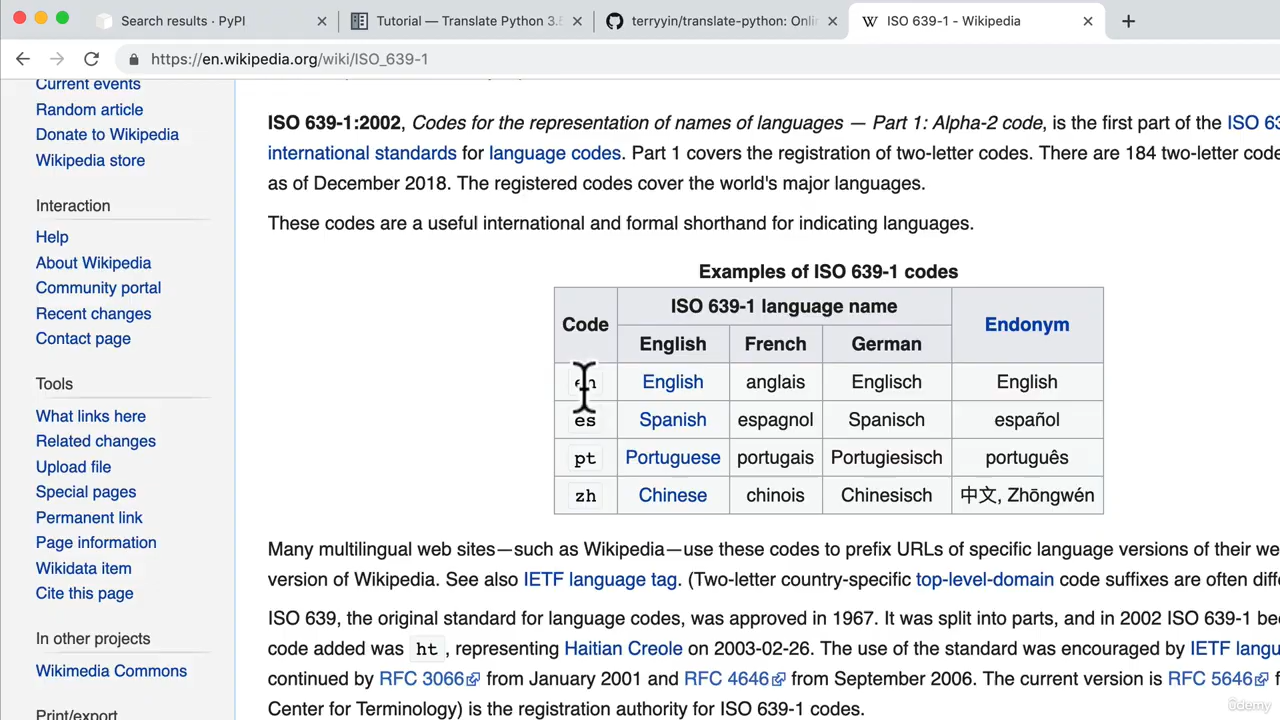 Search results · PyPI
Tutorial — Translate Python 3.
terryyin/translate-python: Onli
ISO 639-1 - Wikipedia
https://en.wikipedia.org/wiki/ISO_639-1
Current events
Random article
Donate to Wikipedia
Wikipedia store
Interaction
Help
About Wikipedia
Community portal
Recent changes
Contact page
Tools
What links here
Related changes
Upload file
Special pages
Permanent link
Page information
Wikidata item
Cite this page
In other projects
Wikimedia Commons
Print/export
ISO 639-1:2002, Codes for the representation of names of languages — Part 1: Alpha-2 code, is the first part of the ISO 63
international standards for language codes. Part 1 covers the registration of two-letter codes. There are 184 two-letter code
as of December 2018. The registered codes cover the world's major languages.
These codes are a useful international and formal shorthand for indicating languages.
Examples of ISO 639-1 codes
Code ISO 639-1 language name Endonym
English French German
English anglais Englisch English
es Spanish espagnol Spanisch español
pt Portuguese portugais Portugiesisch português
zh Chinese chinois Chinesisch 中文, Zhōngwén
Many multilingual web sites—such as Wikipedia—use these codes to prefix URLs of specific language versions of their we
version of Wikipedia. See also IETF language tag. (Two-letter country-specific top-level-domain code suffixes are often diff
ISO 639, the original standard for language codes, was approved in 1967. It was split into parts, and in 2002 ISO 639-1 be
code added was ht, representing Haitian Creole on 2003-02-26. The use of the standard was encouraged by IETF langu
continued by RFC 3066 from January 2001 and RFC 4646 from September 2006. The current version is RFC 5646 f
Center for Terminology) is the registration authority for ISO 639-1 codes.
ûdemy